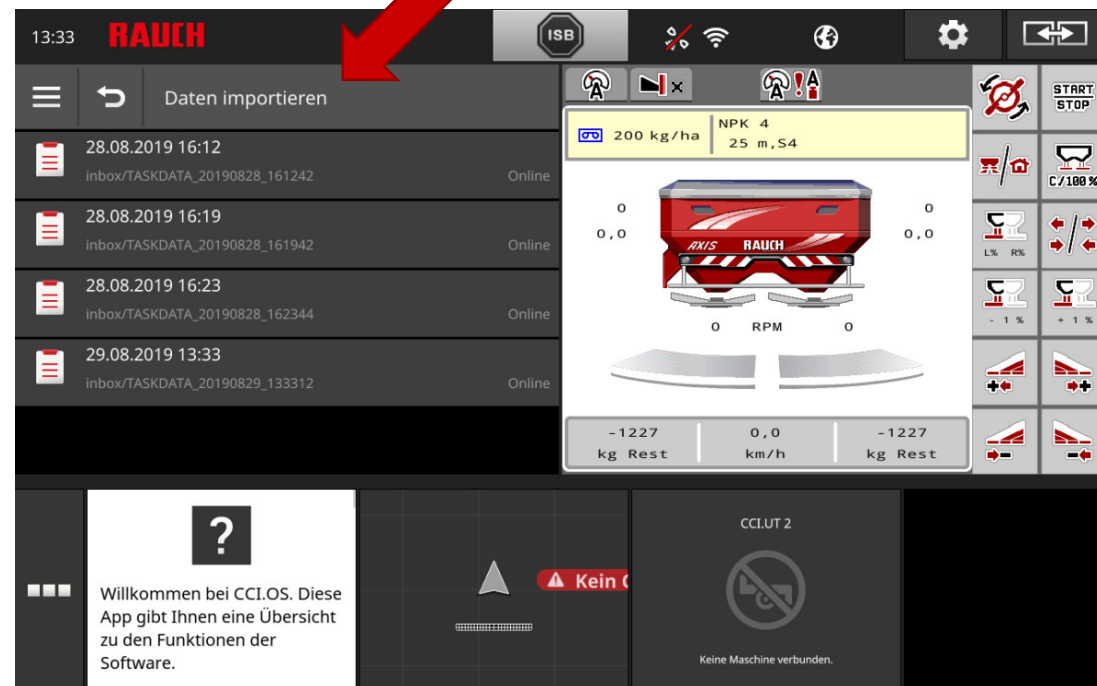 13:33
RAUCH
ISB
Daten importieren
28.08.2019 16:12
inbox/TASKDATA_20190828_161242
Online
28.08.2019 16:19
inbox/TASKDATA_20190828_161942
Online
28.08.2019 16:23
inbox/TASKDATA_20190828_162344
Online
29.08.2019 13:33
inbox/TASKDATA_20190829_133312
Online
A
x
A ! A
200 kg/ha
NPK 4
25 m,S4
0
0,0
0
0,0
AXIS RAUCH
0 RPM 0
-1227
kg Rest
0,0
km/h
-1227
kg Rest
START
STOP
C/100 %
L% R%
- 1 %
+ 1 %
?
Willkommen bei CCI.OS. Diese
App gibt Ihnen eine Übersicht
zu den Funktionen der
Software.
Kein
CCI.UT 2
Keine Maschine verbunden.